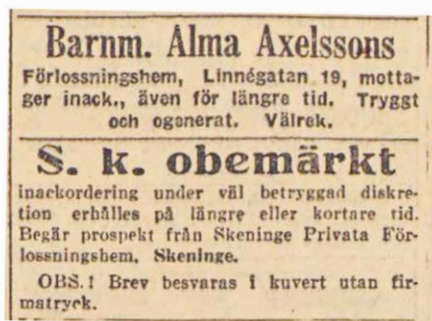 Barnm. Alma Axelssons
Förlossningshem, Linnégatan 19, motta-
ger inack., även för längre tid. Tryggt
och ogenerat. Välrek.
S. k. obemärkt
inackordering under väl betryggad diskre-
tion erhålles på längre eller kortare tid.
Begär prospekt från Skeninge Privata För-
lossningshem, Skeninge.
OBS.! Brev besvaras i kuvert utan fir-
matryck.